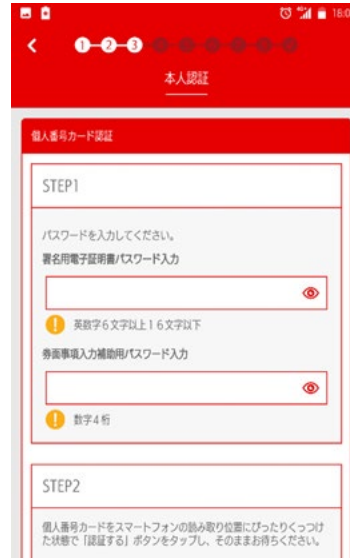 18:0
1 2 3
本人認証
個人番号カード認証
STEP1
パスワードを入力してください。
署名用電子証明書パスワード入力
! 英数字6文字以上16文字以下
券面事項入力補助用パスワード入力
! 数字4桁
STEP2
個人番号カードをスマートフォンの読み取り位置にぴったりくっつけ
た状態で「認証する」ボタンをタップし、そのままお待ちください。